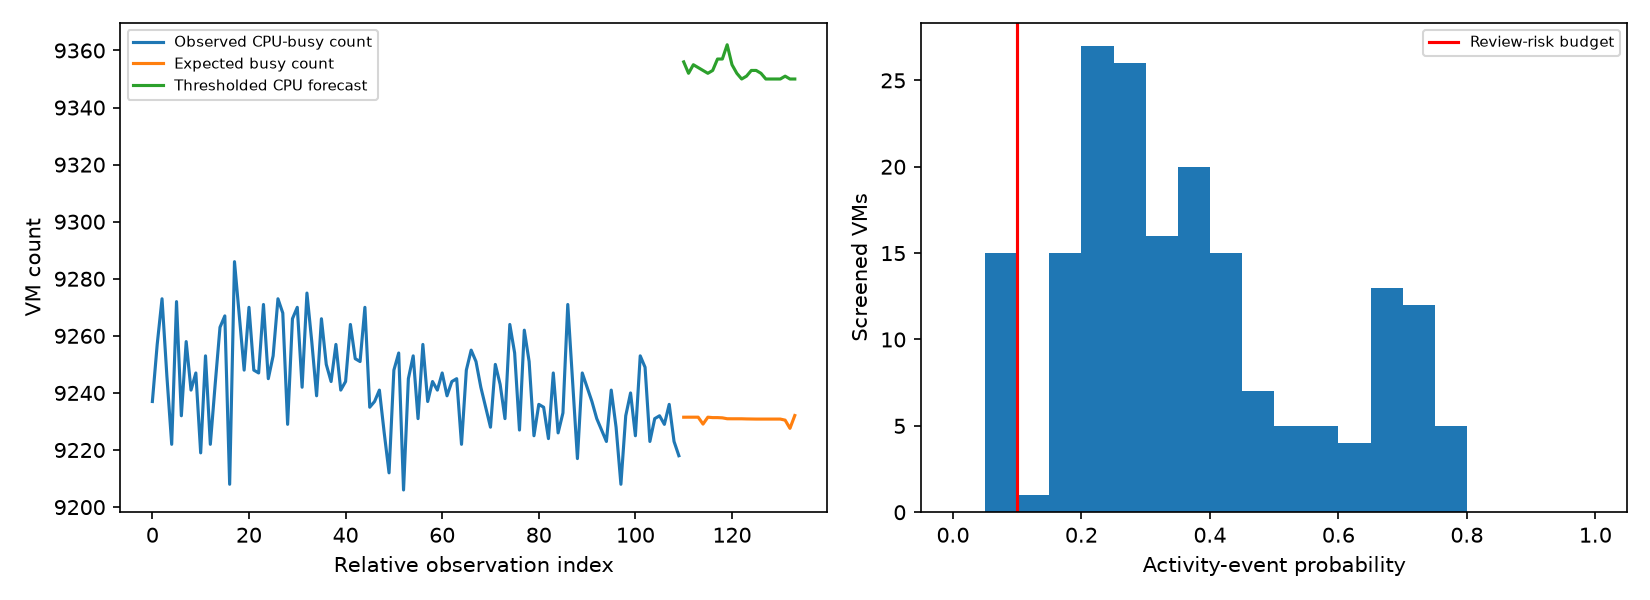 9360
9340
9320
9300
9280
9260
9240
9220
9200
VM count
Observed CPU-busy count
Expected busy count
Thresholded CPU forecast
0 20 40 60 80 100 120
Relative observation index
25
20
15
10
5
0
Screened VMs
Review-risk budget
0.0 0.2 0.4 0.6 0.8 1.0
Activity-event probability